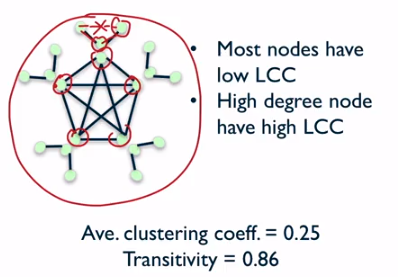 • Most nodes have
low LCC
• High degree node
have high LCC
Ave. clustering coeff. = 0.25
Transitivity = 0.86